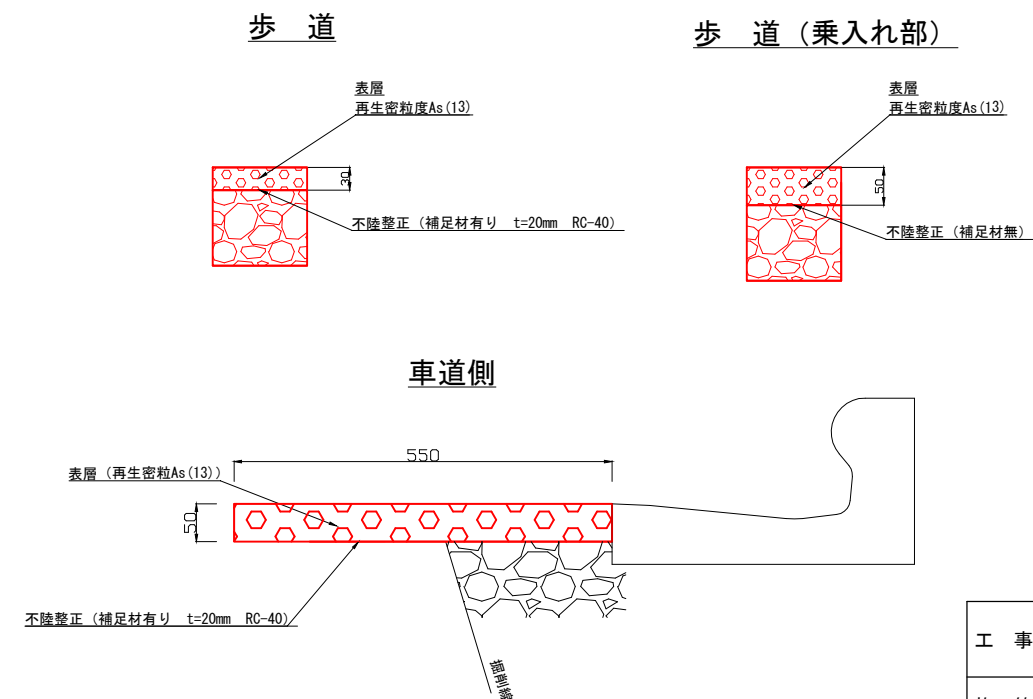 歩　道
歩　道（乗入れ部）
表層
再生密粒度As(13)
30
不陸整正（補足材有り　t=20mm　RC-40）
表層
再生密粒度As(13)
50
不陸整正（補足材無）
車道側
550
表層（再生密粒As(13)）
50
不陸整正（補足材有り　t=20mm　RC-40）
掘削線
工　事